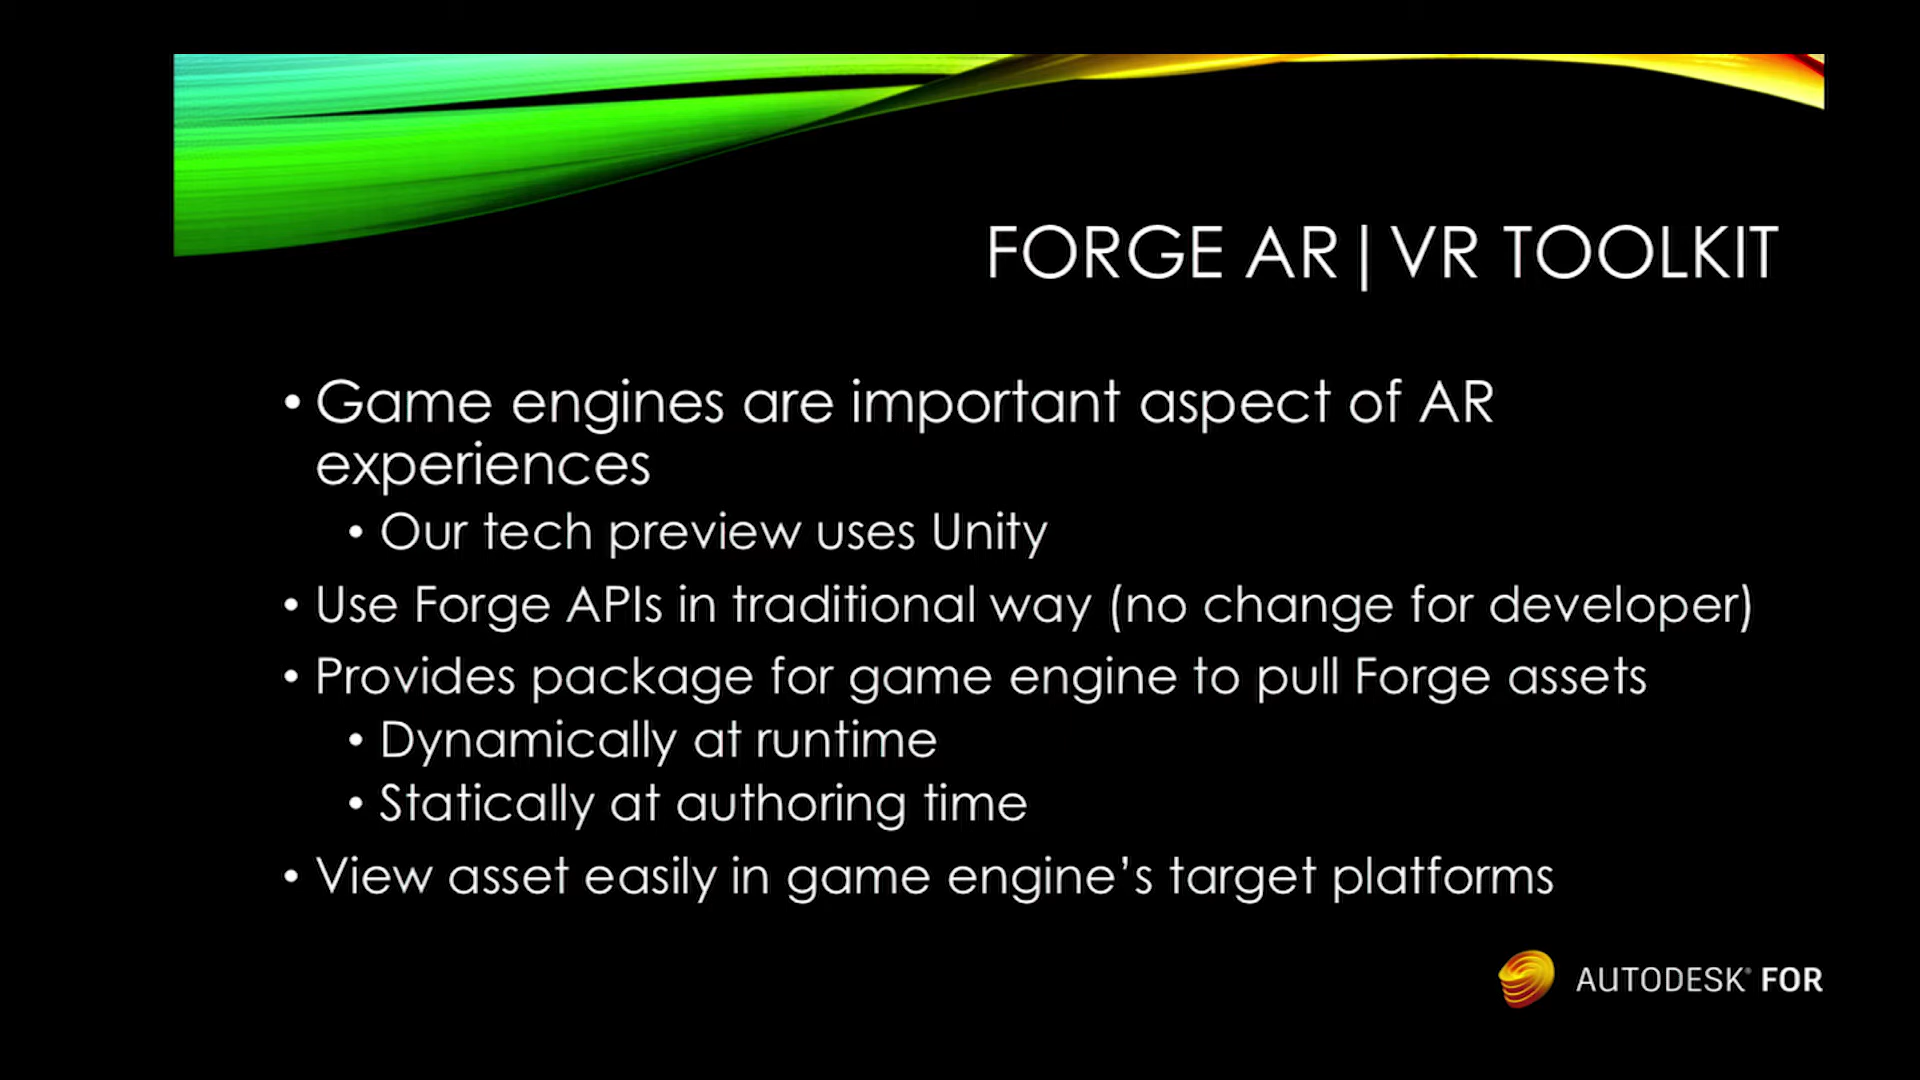 FORGE AR|VR TOOLKIT
• Game engines are important aspect of AR
experiences
• Our tech preview uses Unity
• Use Forge APIs in traditional way (no change for developer)
• Provides package for game engine to pull Forge assets
• Dynamically at runtime
• Statically at authoring time
• View asset easily in game engine’s target platforms
AUTODESK® FOR